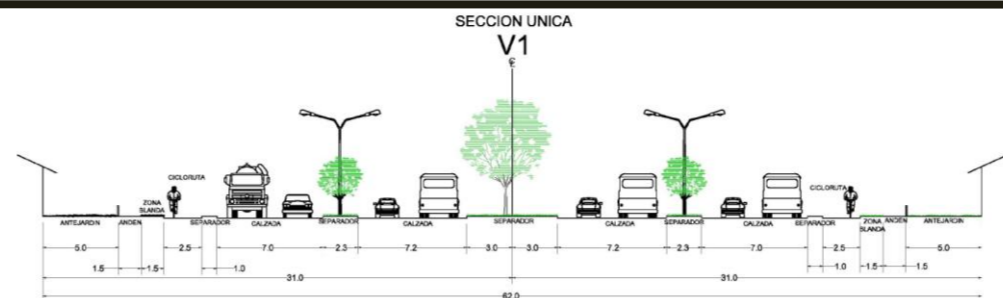 SECCION UNICA
V1
CL
CICLORUTA
CICLORUTA
ZONA
BLANDA
ANTEJARDIN ANDEN SEPARADOR CALZADA SEPARADOR CALZADA SEPARADOR CALZADA SEPARADOR CALZADA SEPARADOR ZONA ANDEN ANTEJARDIN
BLANDA
5.0 2.5 7.0 2.3 7.2 3.0 3.0 7.2 2.3 7.0 2.5 5.0
1.5 1.5 1.0 1.0 1.5 1.5
31.0 31.0
62.0